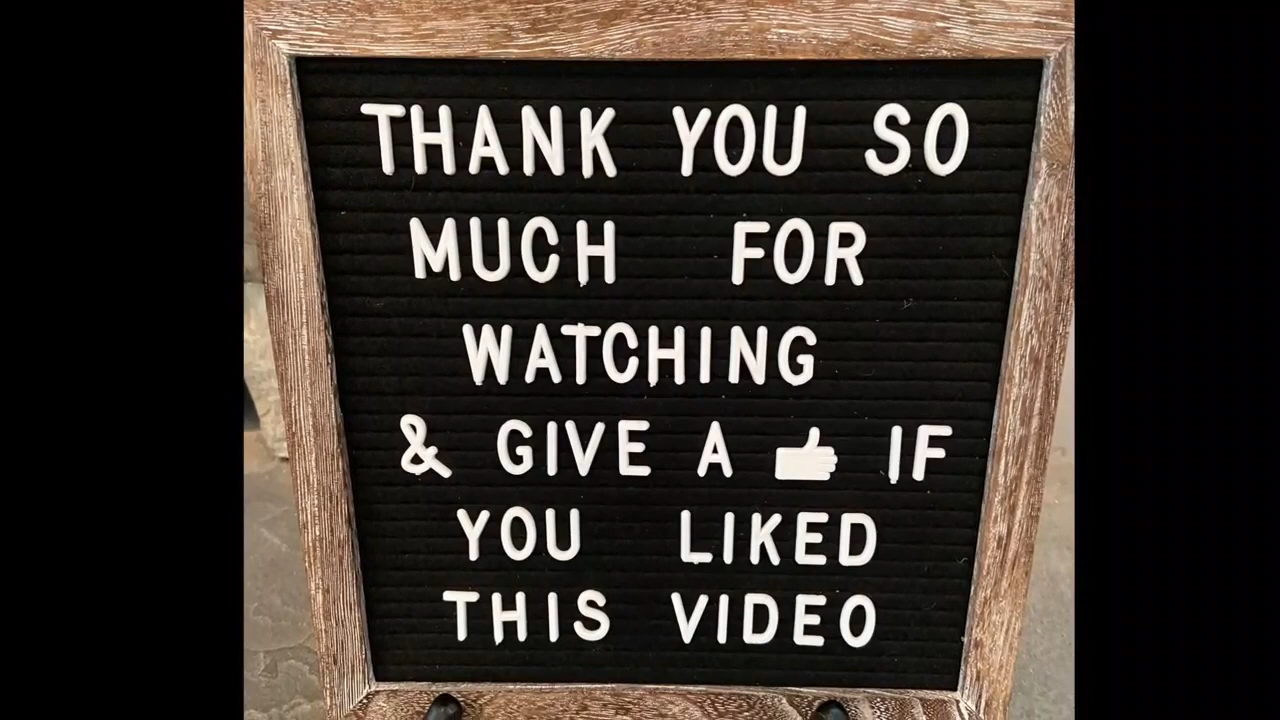 THANK YOU SO
MUCH FOR
WATCHING
& GIVE A 👍 IF
YOU LIKED
THIS VIDEO